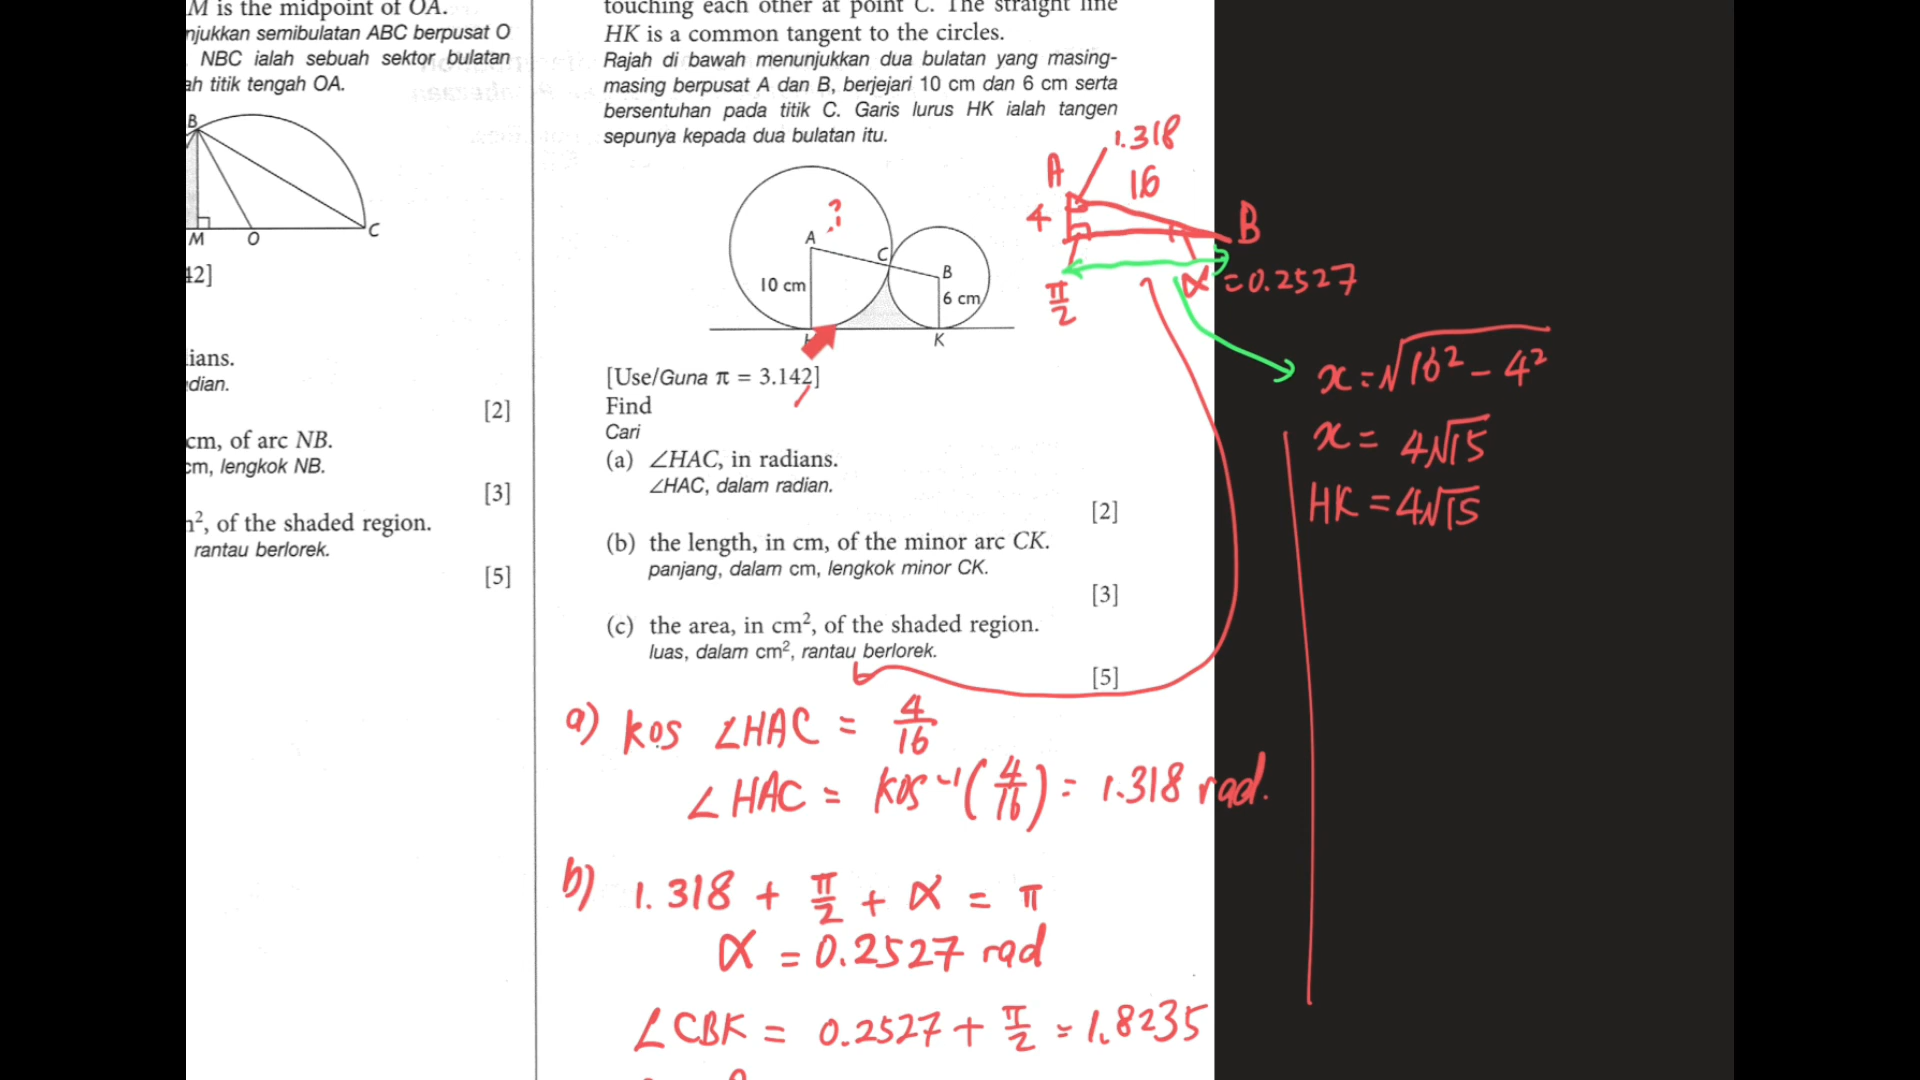 M is the midpoint of OA.
njukkan semibulatan ABC berpusat O
NBC ialah sebuah sektor bulatan
ah titik tengah OA.
B
M
O
C
42]
ians.
dian.
[2]
cm, of arc NB.
cm, lengkok NB.
[3]
n², of the shaded region.
rantau berlorek.
[5]
touching each other at point C. The straight line
HK is a common tangent to the circles.
Rajah di bawah menunjukkan dua bulatan yang masing-
masing berpusat A dan B, berjejari 10 cm dan 6 cm serta
bersentuhan pada titik C. Garis lurus HK ialah tangen
sepunya kepada dua bulatan itu.
?
A
C
B
10 cm
6 cm
K
[Use/Guna π = 3.142]
Find
Cari
(a) ∠HAC, in radians.
∠HAC, dalam radian.
[2]
(b) the length, in cm, of the minor arc CK.
panjang, dalam cm, lengkok minor CK.
[3]
(c) the area, in cm², of the shaded region.
luas, dalam cm², rantau berlorek.
[5]
1.318
A
16
4
B
π/2
α = 0.2527
x = √16² - 4²
x = 4√15
HK = 4√15
a) kos ∠HAC = 4/16
∠HAC = kos⁻¹(4/16) = 1.318 rad.
b) 1.318 + π/2 + α = π
α = 0.2527 rad
∠CBK = 0.2527 + π/2 = 1.8235